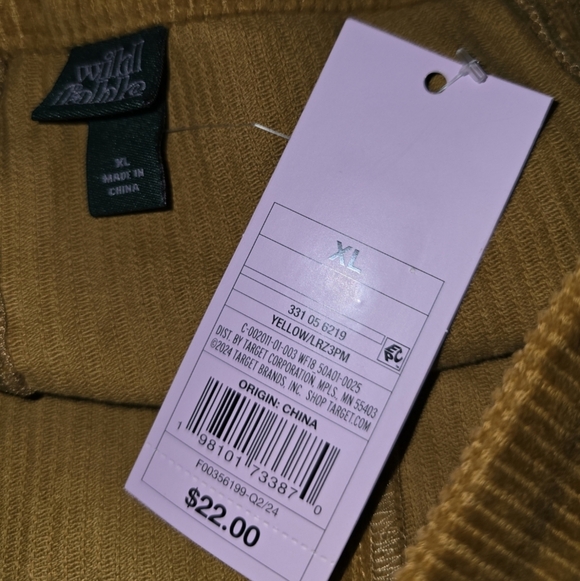 wild
fable
XL
MADE IN
CHINA
XL
331 05 6219
YELLOW/LRZ3PM
C-002011-01-003 WF18 50A01-0025
DIST. BY TARGET CORPORATION, MPLS, MN 55403
©2024 TARGET BRANDS, INC. SHOP TARGET.COM
ORIGIN: CHINA
1 98101 73387 0
F00356199-Q2/24
$22.00